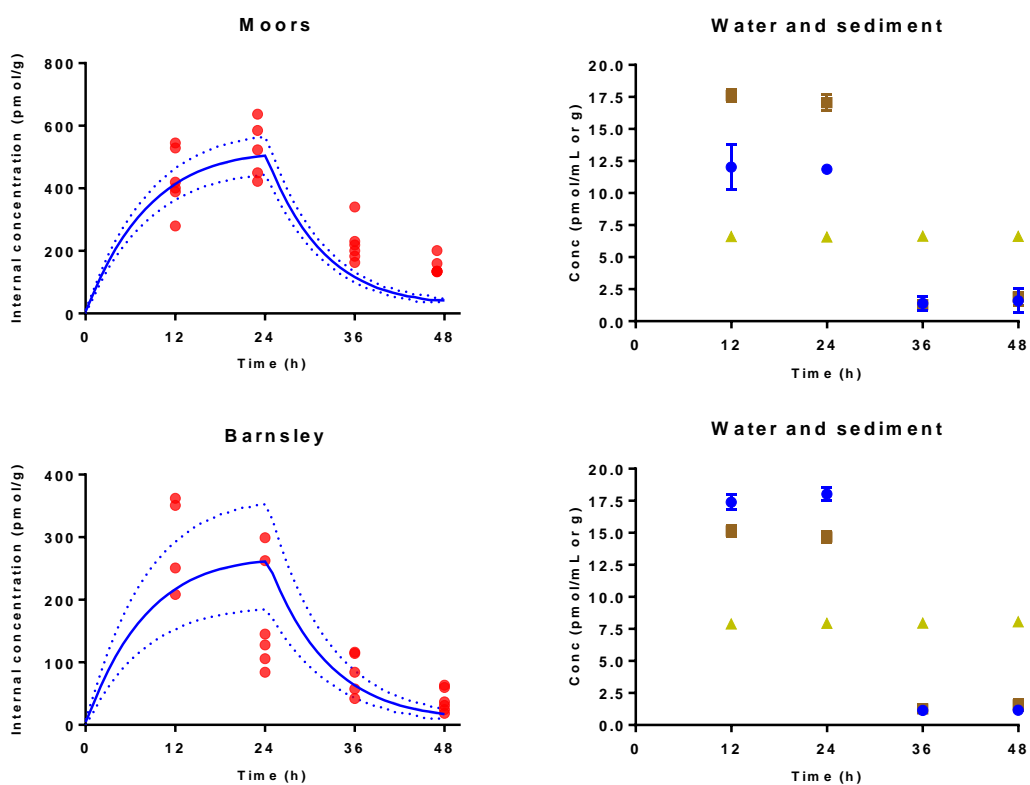 Moors
Internal concentration (pmol/g)
800
600
400
200
0
0 12 24 36 48
Time (h)
Water and sediment
Conc (pmol/mL or g)
20.0
17.5
15.0
12.5
10.0
7.5
5.0
2.5
0.0
0 12 24 36 48
Time (h)
Barnsley
Internal concentration (pmol/g)
400
300
200
100
0
0 12 24 36 48
Time (h)
Water and sediment
Conc (pmol/mL or g)
20.0
17.5
15.0
12.5
10.0
7.5
5.0
2.5
0.0
0 12 24 36 48
Time (h)